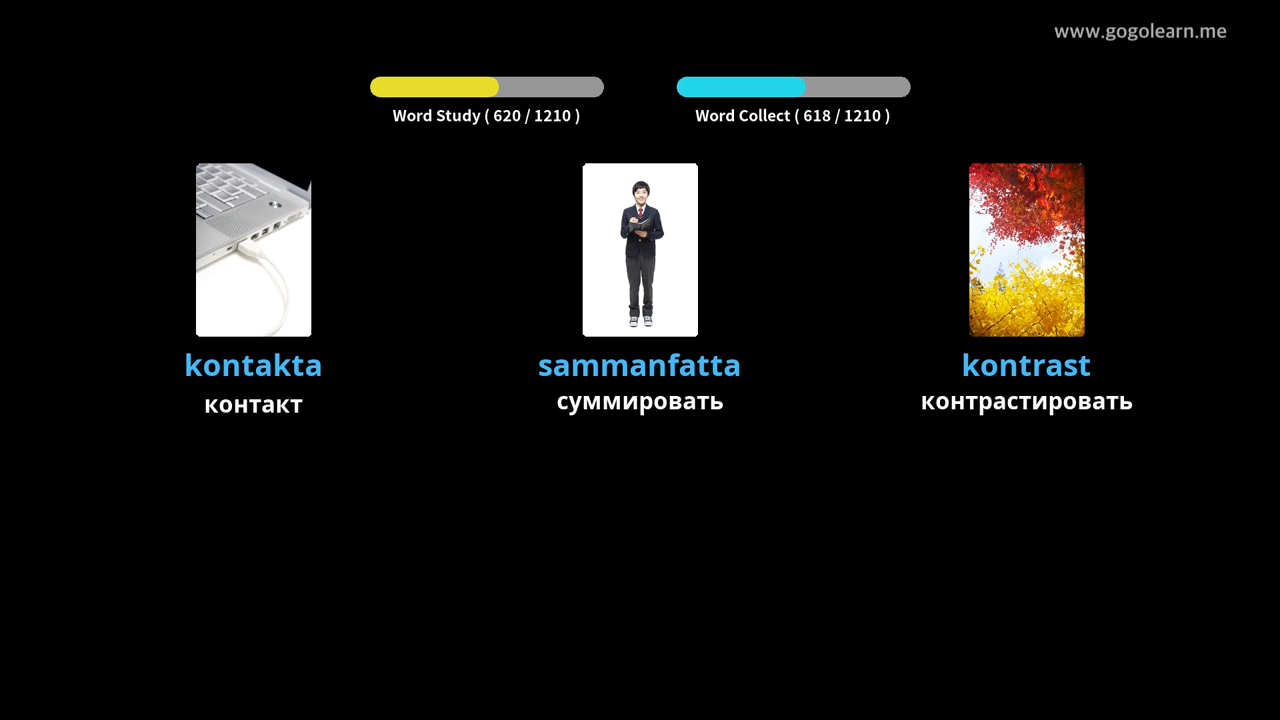 www.gogolearn.me
Word Study ( 620 / 1210 )
Word Collect ( 618 / 1210 )
kontakta
sammanfatta
kontrast
контакт
суммировать
контрастировать